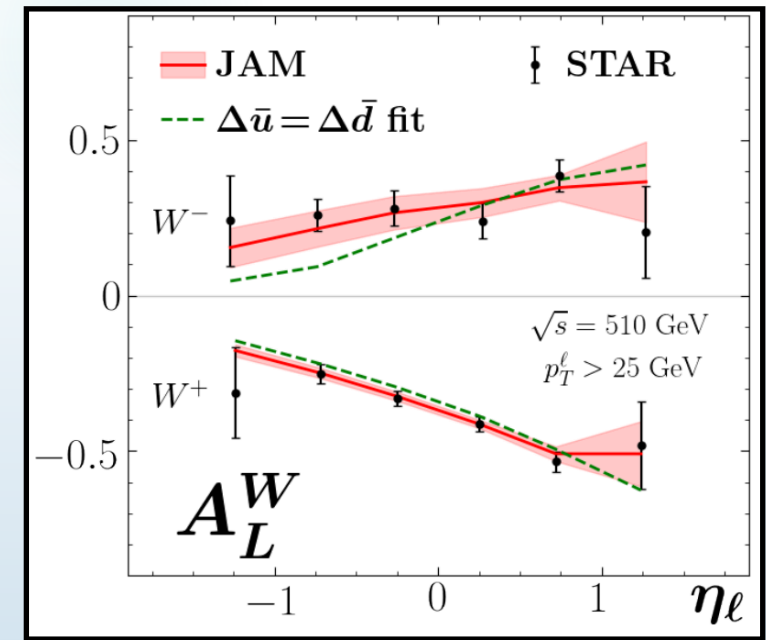 JAM
STAR
Δū = Δd̄ fit
0.5
W⁻
0
√s = 510 GeV
p_T^ℓ > 25 GeV
W⁺
−0.5
A_L^W
−1 0 1 η_ℓ